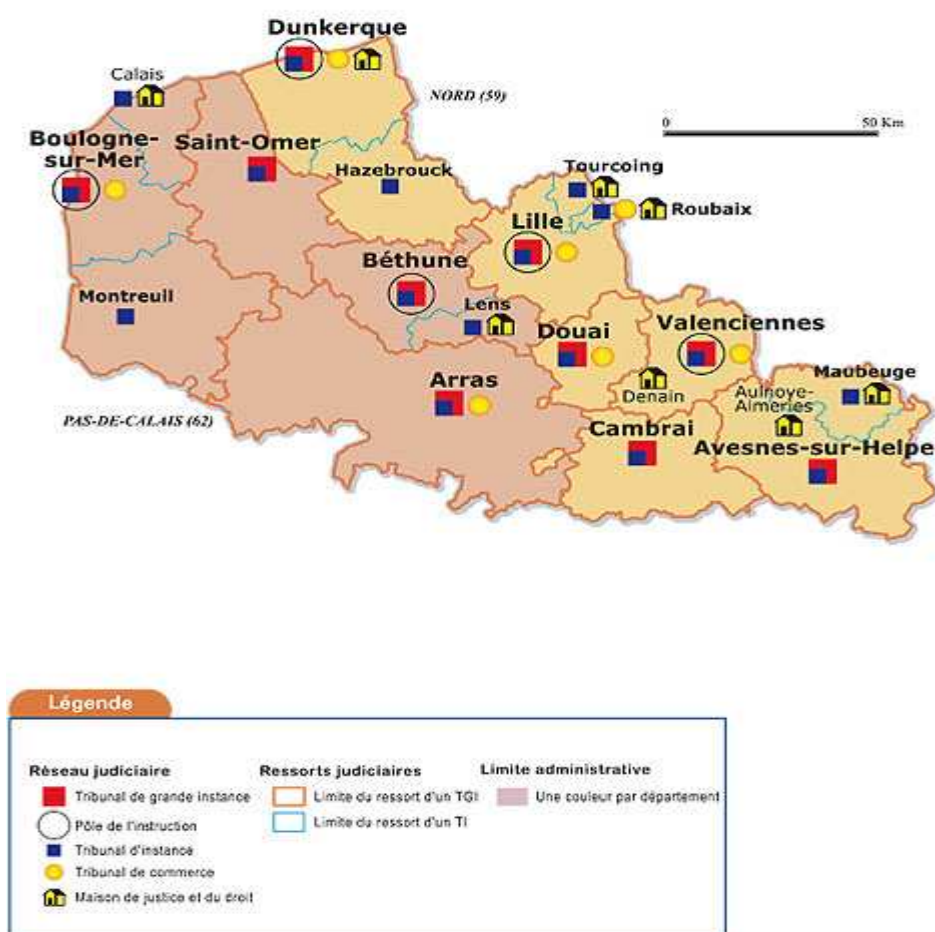 Dunkerque
Calais
NORD (59)
0 50 Km
Boulogne-
sur-Mer
Saint-Omer
Hazebrouck
Tourcoing
Roubaix
Lille
Béthune
Montreuil
Lens
Douai
Valenciennes
Arras
Denain
Maubeuge
Aulnoye-
Aimeries
PAS-DE-CALAIS (62)
Cambrai
Avesnes-sur-Helpe
Légende
Réseau judiciaire
Tribunal de grande instance
Pôle de l'instruction
Tribunal d'instance
Tribunal de commerce
Maison de justice et du droit
Ressorts judiciaires
Limite du ressort d'un TGI
Limite du ressort d'un TI
Limite administrative
Une couleur par département